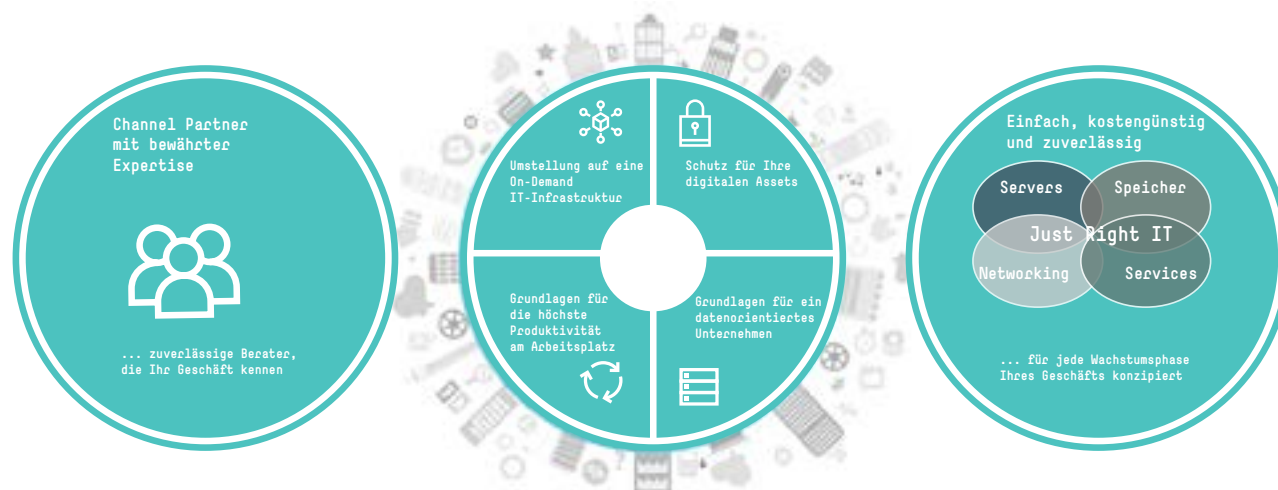 Channel Partner
mit bewährter
Expertise
... zuverlässige Berater,
die Ihr Geschäft kennen
Umstellung auf eine
On-Demand
IT-Infrastruktur
Schutz für Ihre
digitalen Assets
Grundlagen für
die höchste
Produktivität
am Arbeitsplatz
Grundlagen für ein
datenorientiertes
Unternehmen
Einfach, kostengünstig
und zuverlässig
Servers
Speicher
Just Right IT
Networking
Services
... für jede Wachstumsphase
Ihres Geschäfts konzipiert